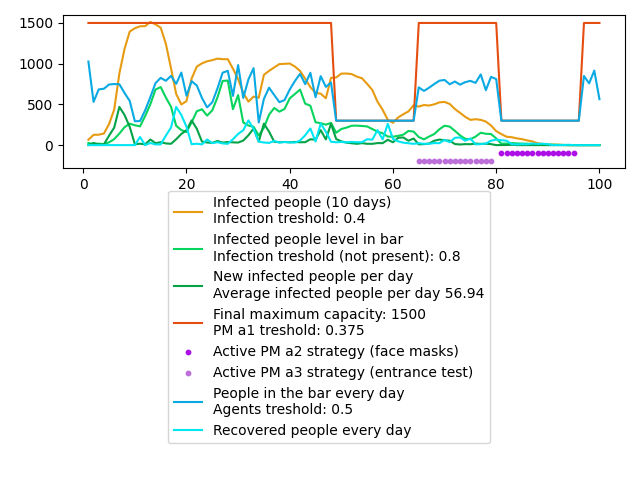 1500
1000
500
0
0
20
40
60
80
100
Infected people (10 days)
Infection treshold: 0.4
Infected people level in bar
Infection treshold (not present): 0.8
New infected people per day
Average infected people per day 56.94
Final maximum capacity: 1500
PM a1 treshold: 0.375
Active PM a2 strategy (face masks)
Active PM a3 strategy (entrance test)
People in the bar every day
Agents treshold: 0.5
Recovered people every day